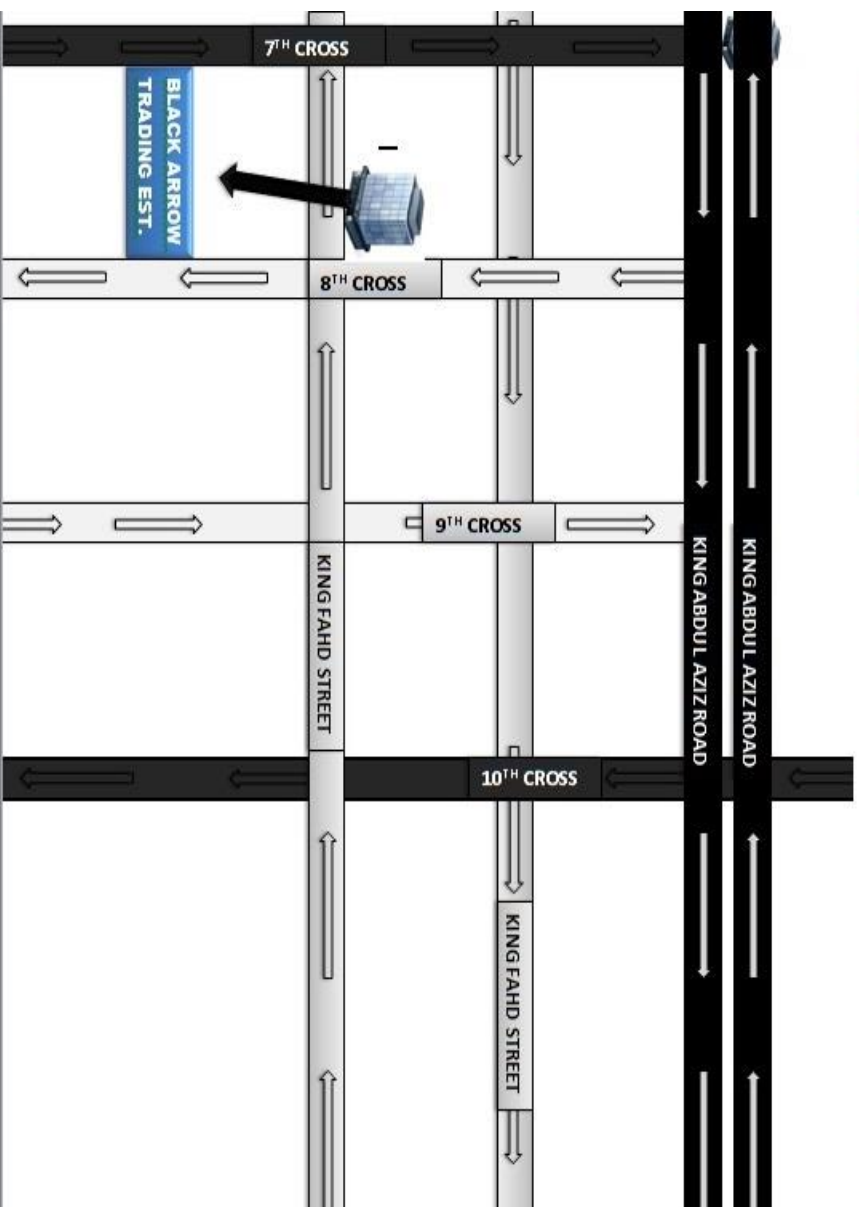 7TH CROSS
BLACK ARROW
TRADING EST.
8TH CROSS
9TH CROSS
KING FAHD STREET
KING ABDUL AZIZ ROAD
KING ABDUL AZIZ ROAD
10TH CROSS
KING FAHD STREET